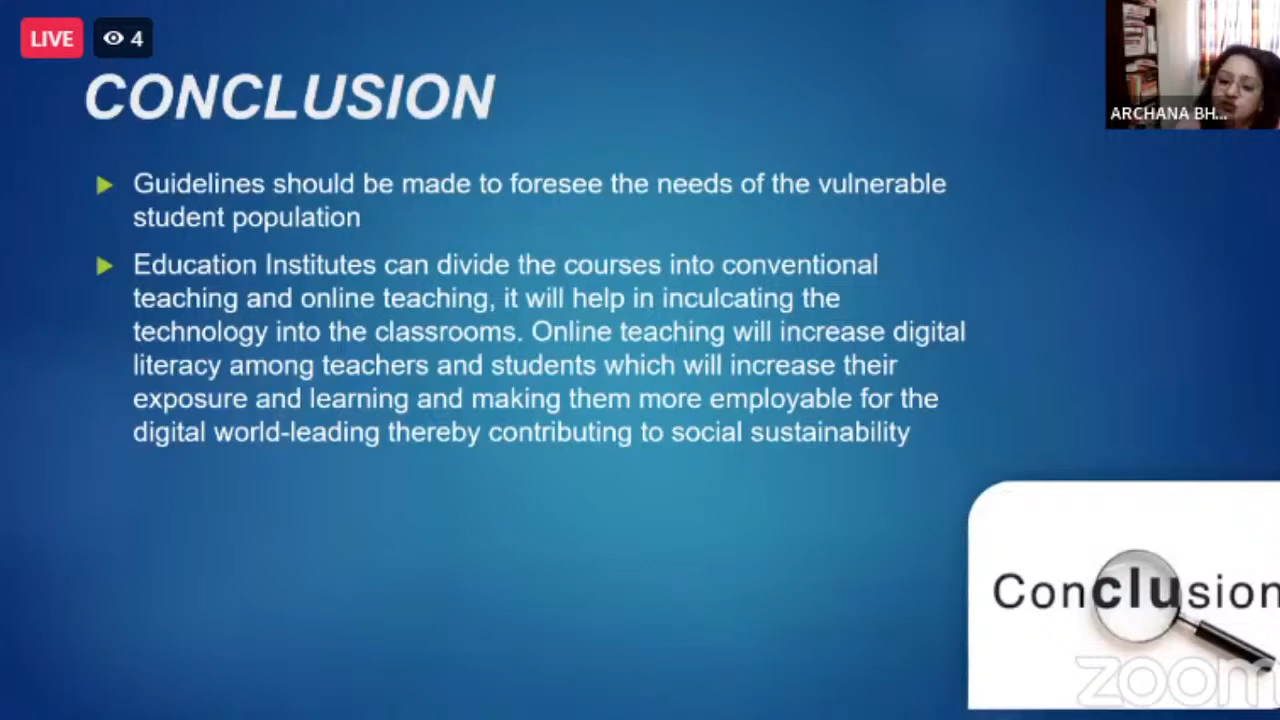 LIVE
4
CONCLUSION
ARCHANA BH...
Guidelines should be made to foresee the needs of the vulnerable
student population
Education Institutes can divide the courses into conventional
teaching and online teaching, it will help in inculcating the
technology into the classrooms. Online teaching will increase digital
literacy among teachers and students which will increase their
exposure and learning and making them more employable for the
digital world-leading thereby contributing to social sustainability
Conclusion
zoom